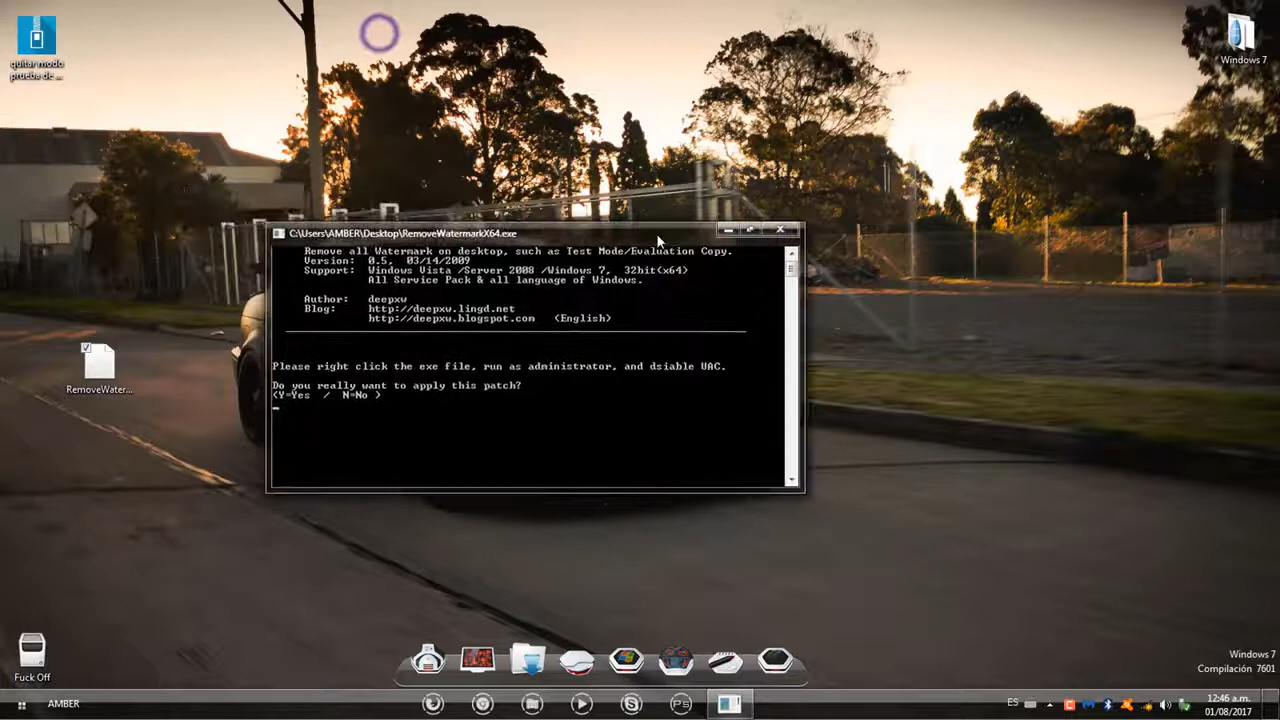 quitar modo
prueba de ...
Windows 7
C:\Users\AMBER\Desktop\RemoveWatermarkX64.exe
Remove all Watermark on desktop, such as Test Mode/Evaluation Copy.
Version: 0.5, 03/14/2009
Support: Windows Vista /Server 2008 /Windows 7, 32bit(x64)
All Service Pack & all language of Windows.
Author: deepxw
Blog: http://deepxw.lingd.net
http://deepxw.blogspot.com (English)
Please right click the exe file, run as administrator, and dsiable UAC.
Do you really want to apply this patch?
(Y=Yes / N=No )
RemoveWater...
Fuck Off
Windows 7
Compilación 7601
AMBER
Ps
ES
12:46 a.m.
01/08/2017